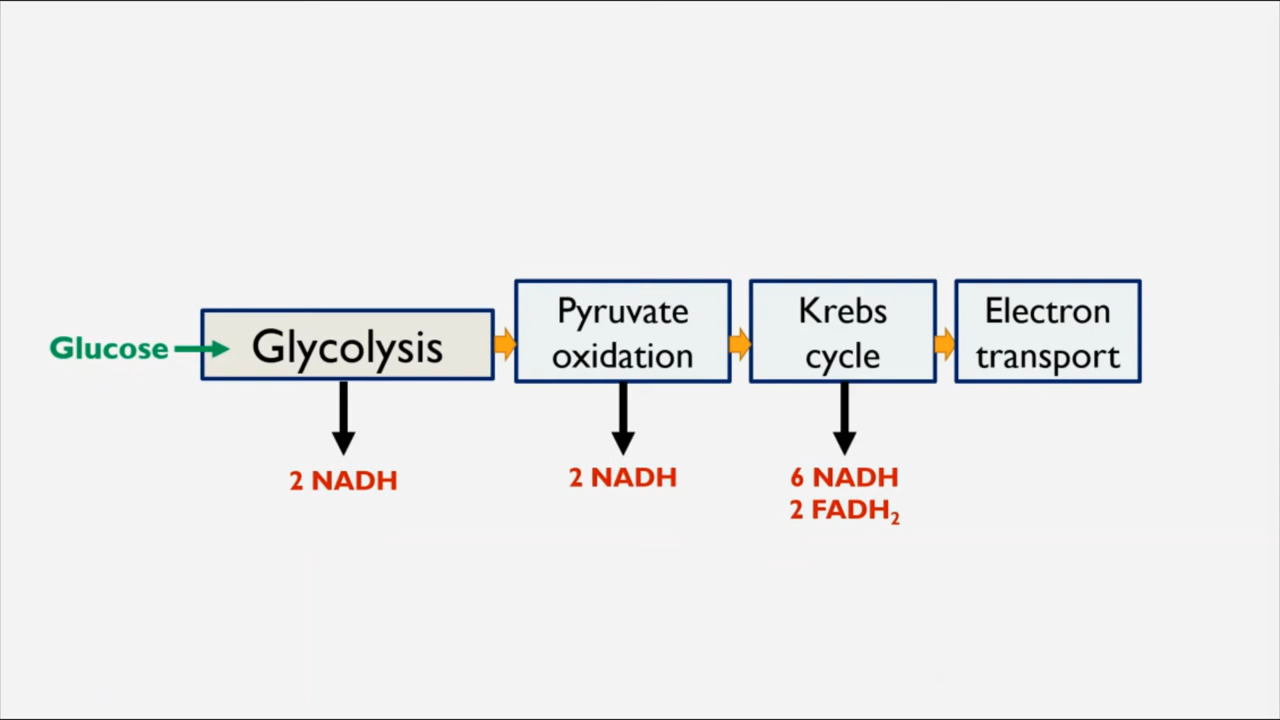 Glucose
Glycolysis
Pyruvate
oxidation
Krebs
cycle
Electron
transport
2 NADH
2 NADH
6 NADH
2 FADH₂